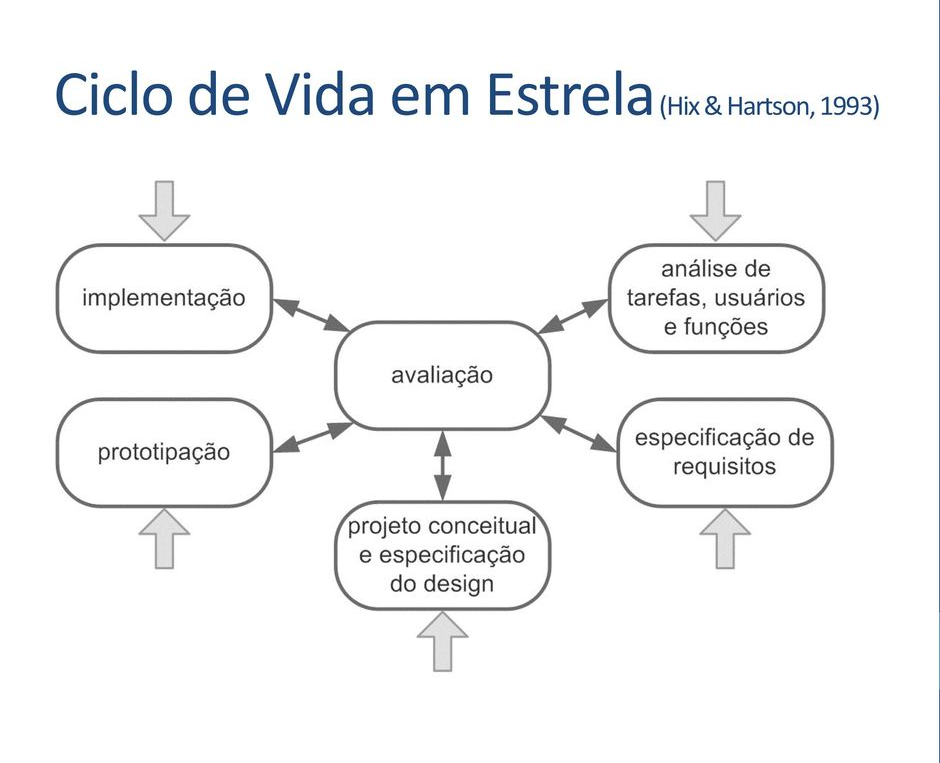 Ciclo de Vida em Estrela (Hix & Hartson, 1993)
implementação
análise de
tarefas, usuários
e funções
avaliação
prototipação
especificação de
requisitos
projeto conceitual
e especificação
do design